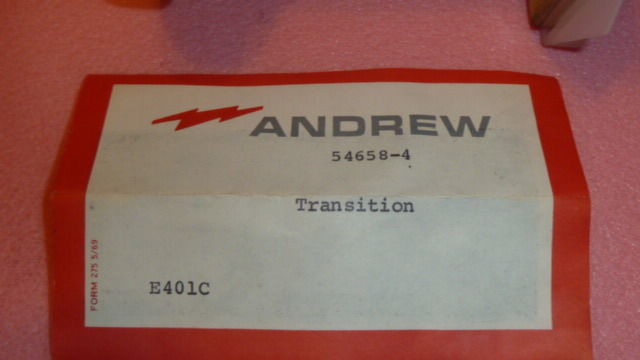 ANDREW
54658-4
Transition
E401C
FORM 275 5/69